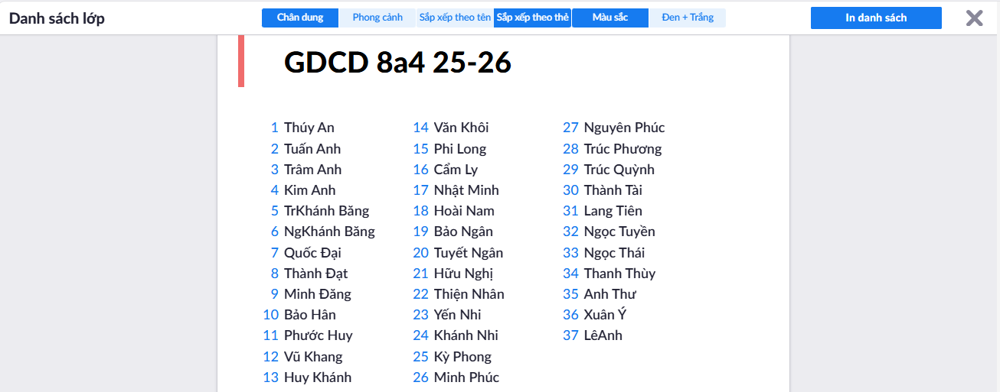 Danh sách lớp
Chân dung
Phong cảnh
Sắp xếp theo tên
Sắp xếp theo thẻ
Màu sắc
Đen + Trắng
In danh sách
GDCD 8a4 25-26
1 Thúy An
2 Tuấn Anh
3 Trâm Anh
4 Kim Anh
5 TrKhánh Băng
6 NgKhánh Băng
7 Quốc Đại
8 Thành Đạt
9 Minh Đăng
10 Bảo Hân
11 Phước Huy
12 Vũ Khang
13 Huy Khánh
14 Văn Khôi
15 Phi Long
16 Cẩm Ly
17 Nhật Minh
18 Hoài Nam
19 Bảo Ngân
20 Tuyết Ngân
21 Hữu Nghị
22 Thiện Nhân
23 Yến Nhi
24 Khánh Nhi
25 Kỳ Phong
26 Minh Phúc
27 Nguyên Phúc
28 Trúc Phương
29 Trúc Quỳnh
30 Thành Tài
31 Lang Tiên
32 Ngọc Tuyền
33 Ngọc Thái
34 Thanh Thùy
35 Anh Thư
36 Xuân Ý
37 LêAnh